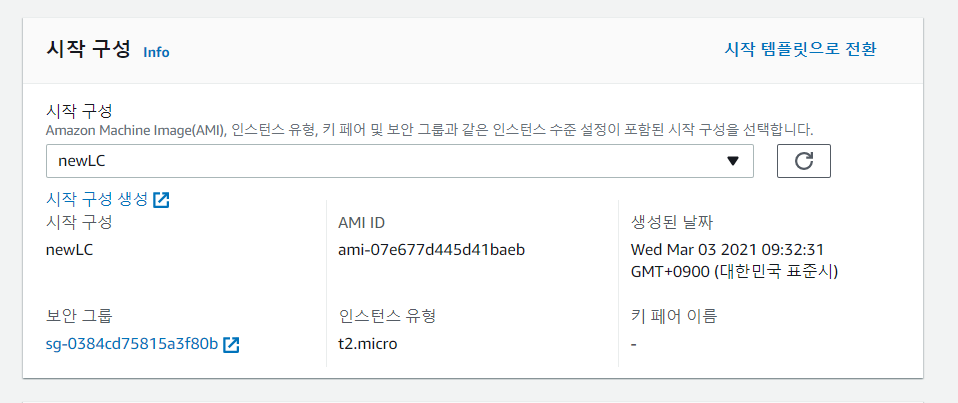 시작 구성 Info
시작 템플릿으로 전환
시작 구성
Amazon Machine Image(AMI), 인스턴스 유형, 키 페어 및 보안 그룹과 같은 인스턴스 수준 설정이 포함된 시작 구성을 선택합니다.
newLC
시작 구성 생성
시작 구성
newLC
AMI ID
ami-07e677d445d41baeb
생성된 날짜
Wed Mar 03 2021 09:32:31
GMT+0900 (대한민국 표준시)
보안 그룹
sg-0384cd75815a3f80b
인스턴스 유형
t2.micro
키 페어 이름
-